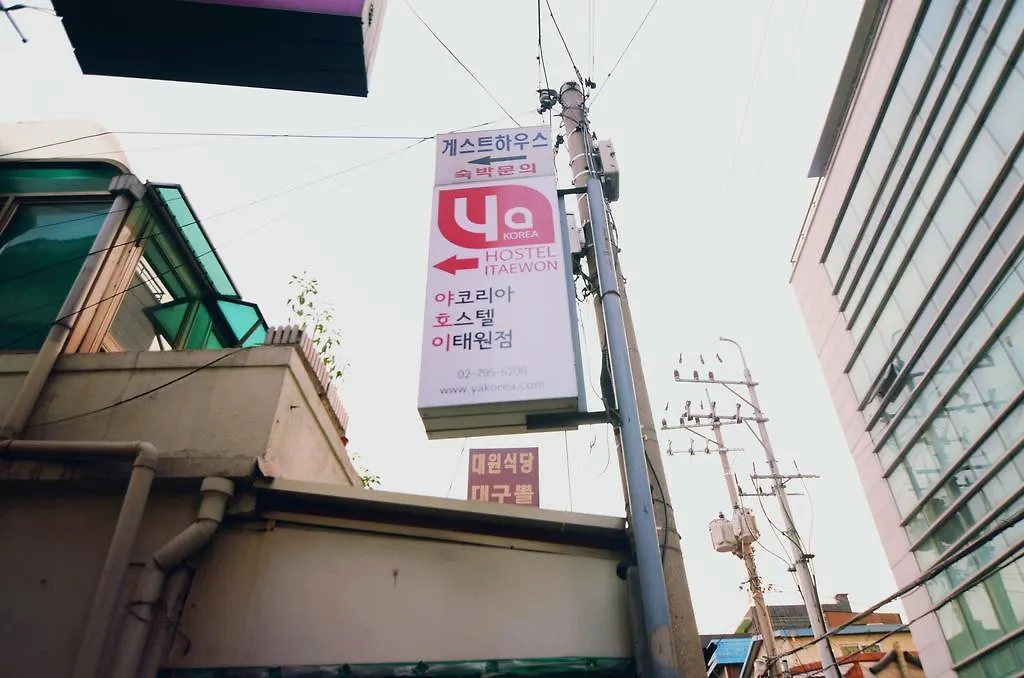 게스트하우스
숙박문의
ya
KOREA
HOSTEL
ITAEWON
야코리아
호스텔
이태원점
02-795-5200
www.yakorea.com
대원식당
대구뽈